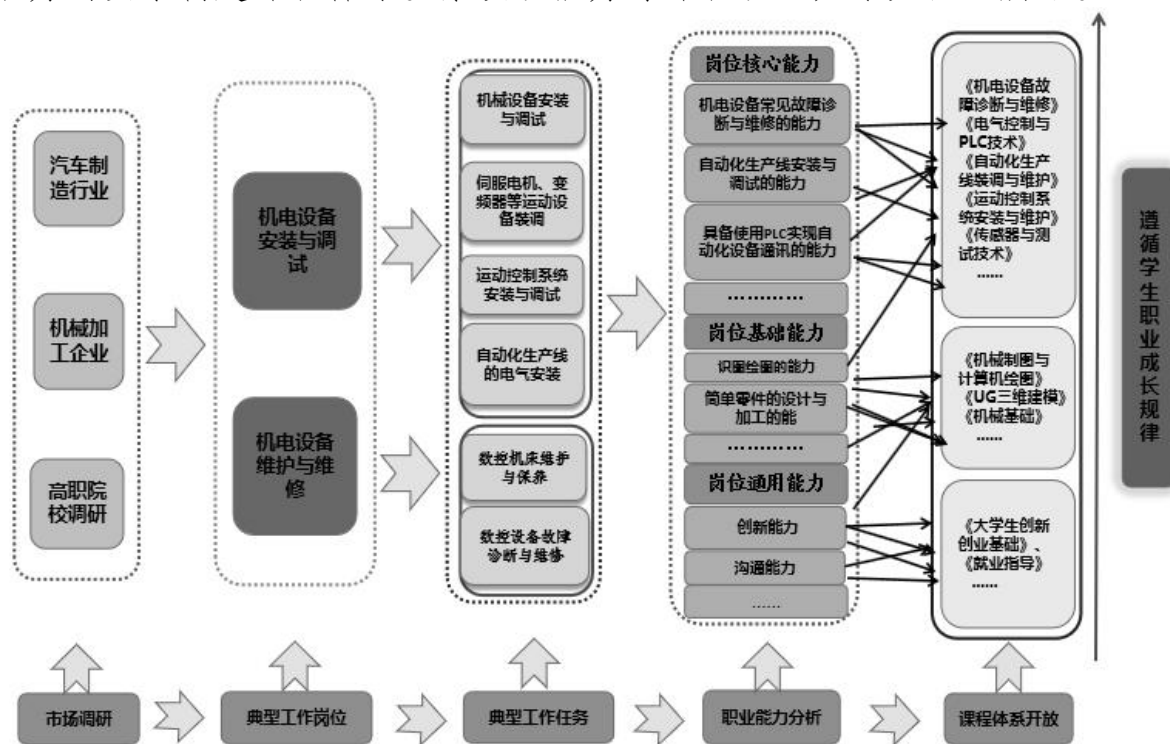 汽车制
造行业
机械加
工企业
高职院
校调研
机电设备
安装与调
试
机电设备
维护与维
修
机械设备安装
与调试
伺服电机、变
频器等运动设
备裝調
运动控制系统
安装与调试
自动化生产线
的电气安装
数控机床维护
与保养
数控设备故障
诊断与维修
岗位核心能力
机电设备常见故障诊
断与维修的能力
自动化生产线安装与
调试的能力
具备使用PLC实现自
动化设备通讯的能力
…………
岗位基础能力
识图绘图的能力
简单零件的设计与
加工的能
…………
岗位通用能力
创新能力
沟通能力
……
《机电设备故
障诊断与维修》
《电气控制与
PLC技术》
《自动化生产
线装调与维护》
《运动控制系
统安装与维护》
《传感器与测
试技术》
……
《机械制图与
计算机绘图》
《UG三维建模》
《机械基础》
……
《大学生创新
创业基础》、
《就业指导》
……
遵循学生职业成长规律
市场调研
典型工作岗位
典型工作任务
职业能力分析
课程体系开放